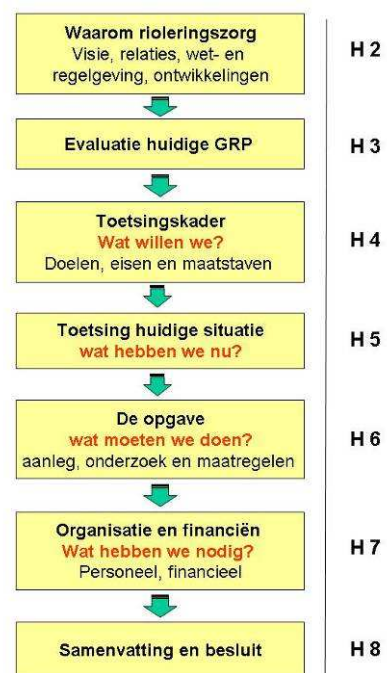 Waarom rioleringszorg
Visie, relaties, wet- en
regelgeving, ontwikkelingen
H 2
Evaluatie huidige GRP
H 3
Toetsingskader
Wat willen we?
Doelen, eisen en maatstaven
H 4
Toetsing huidige situatie
wat hebben we nu?
H 5
De opgave
wat moeten we doen?
aanleg, onderzoek en maatregelen
H 6
Organisatie en financiën
Wat hebben we nodig?
Personeel, financieel
H 7
Samenvatting en besluit
H 8